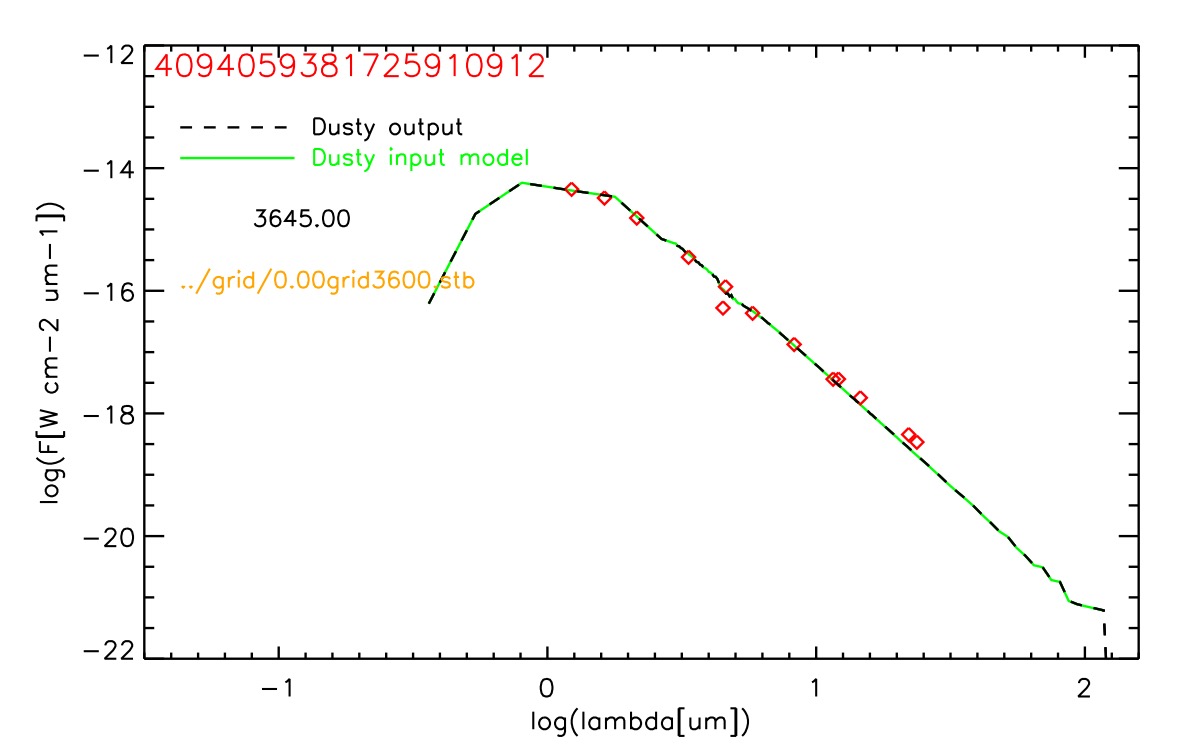 4094059381725910912
Dusty output
Dusty input model
3645.00
../grid/0.00grid3600.stb
−12
−14
−16
−18
−20
−22
log(F[W cm−2 um−1])
−1 0 1 2
log(lambda[um])